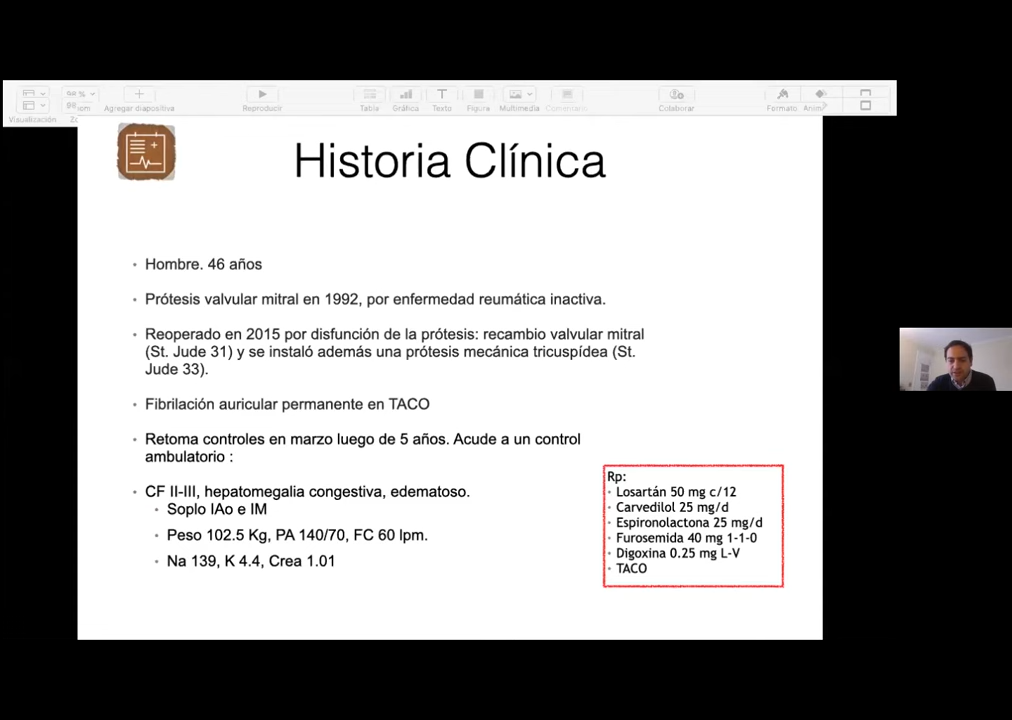 98 %
Agregar diapositiva
Reproducir
Tabla
Gráfica
Texto
Figura
Multimedia
Comentario
Colaborar
Formato
Visualización
Historia Clínica
Hombre. 46 años
Prótesis valvular mitral en 1992, por enfermedad reumática inactiva.
Reoperado en 2015 por disfunción de la prótesis: recambio valvular mitral
(St. Jude 31) y se instaló además una prótesis mecánica tricuspídea (St.
Jude 33).
Fibrilación auricular permanente en TACO
Retoma controles en marzo luego de 5 años. Acude a un control
ambulatorio :
CF II-III, hepatomegalia congestiva, edematoso.
Soplo IAo e IM
Peso 102.5 Kg, PA 140/70, FC 60 lpm.
Na 139, K 4.4, Crea 1.01
Rp:
Losartán 50 mg c/12
Carvedilol 25 mg/d
Espironolactona 25 mg/d
Furosemida 40 mg 1-1-0
Digoxina 0.25 mg L-V
TACO